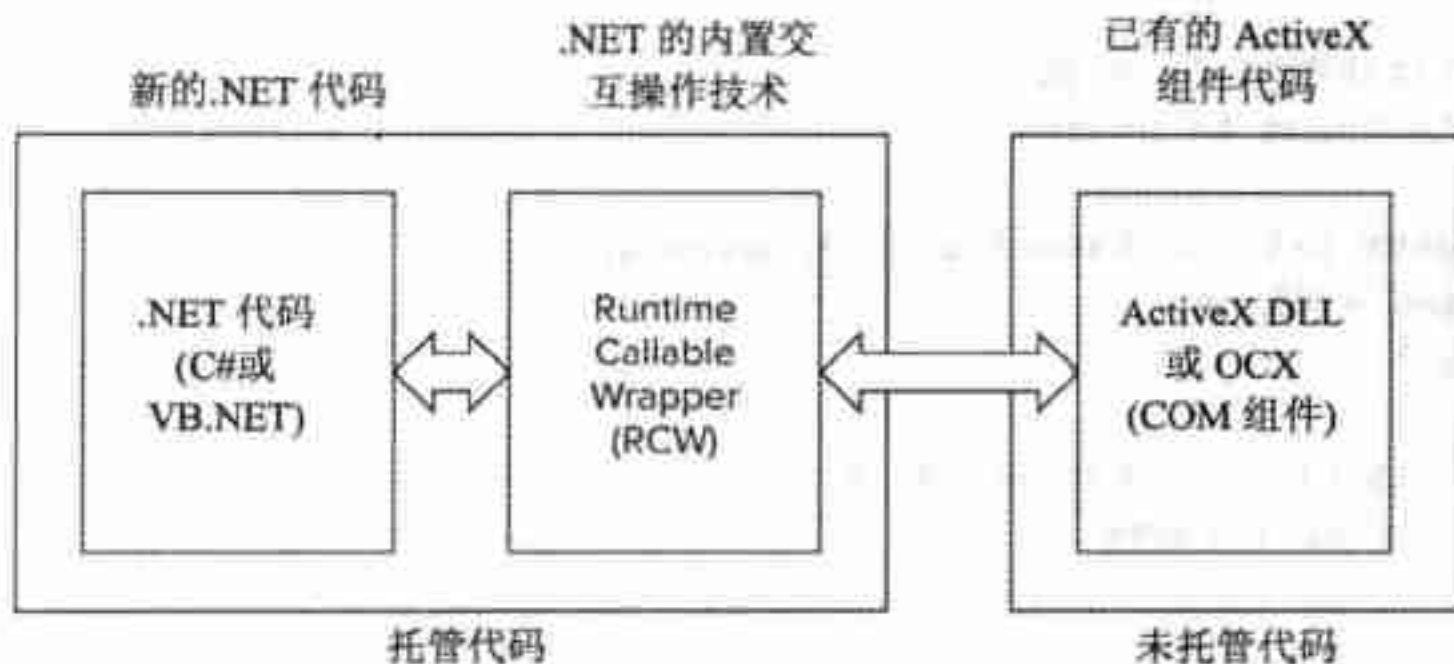 新的.NET 代码
.NET 的内置交
互操作技术
已有的 ActiveX
组件代码
.NET 代码
(C#或
VB.NET)
Runtime
Callable
Wrapper
(RCW)
ActiveX DLL
或 OCX
(COM 组件)
托管代码
未托管代码